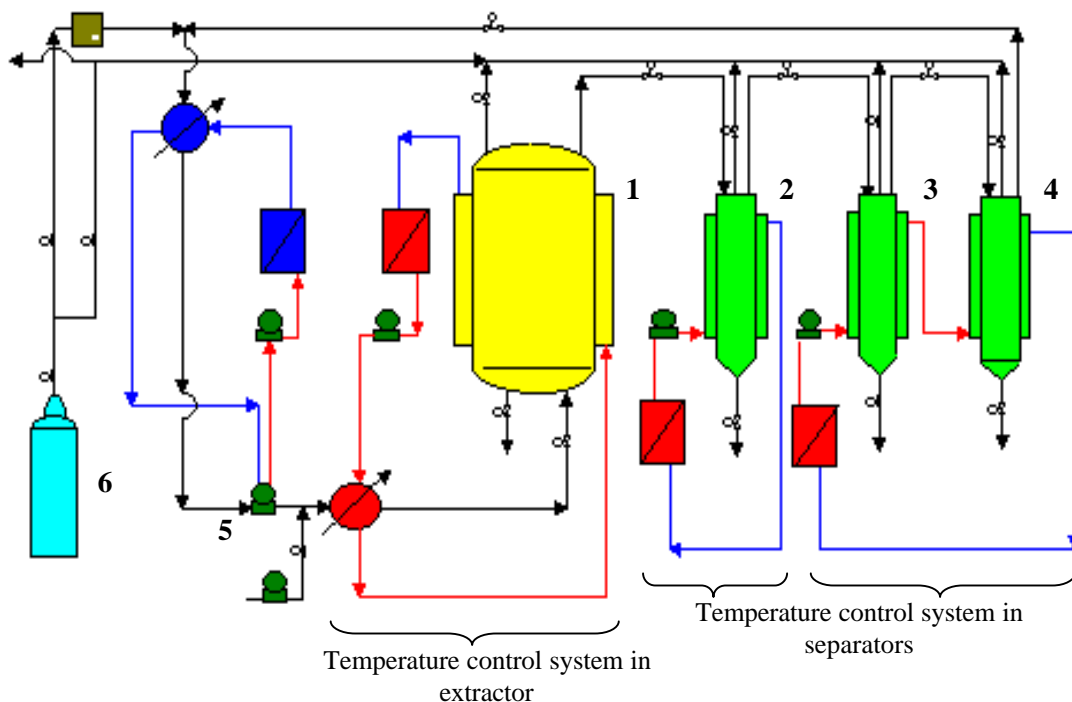 1
2
3
4
6
5
Temperature control system in
extractor
Temperature control system in
separators